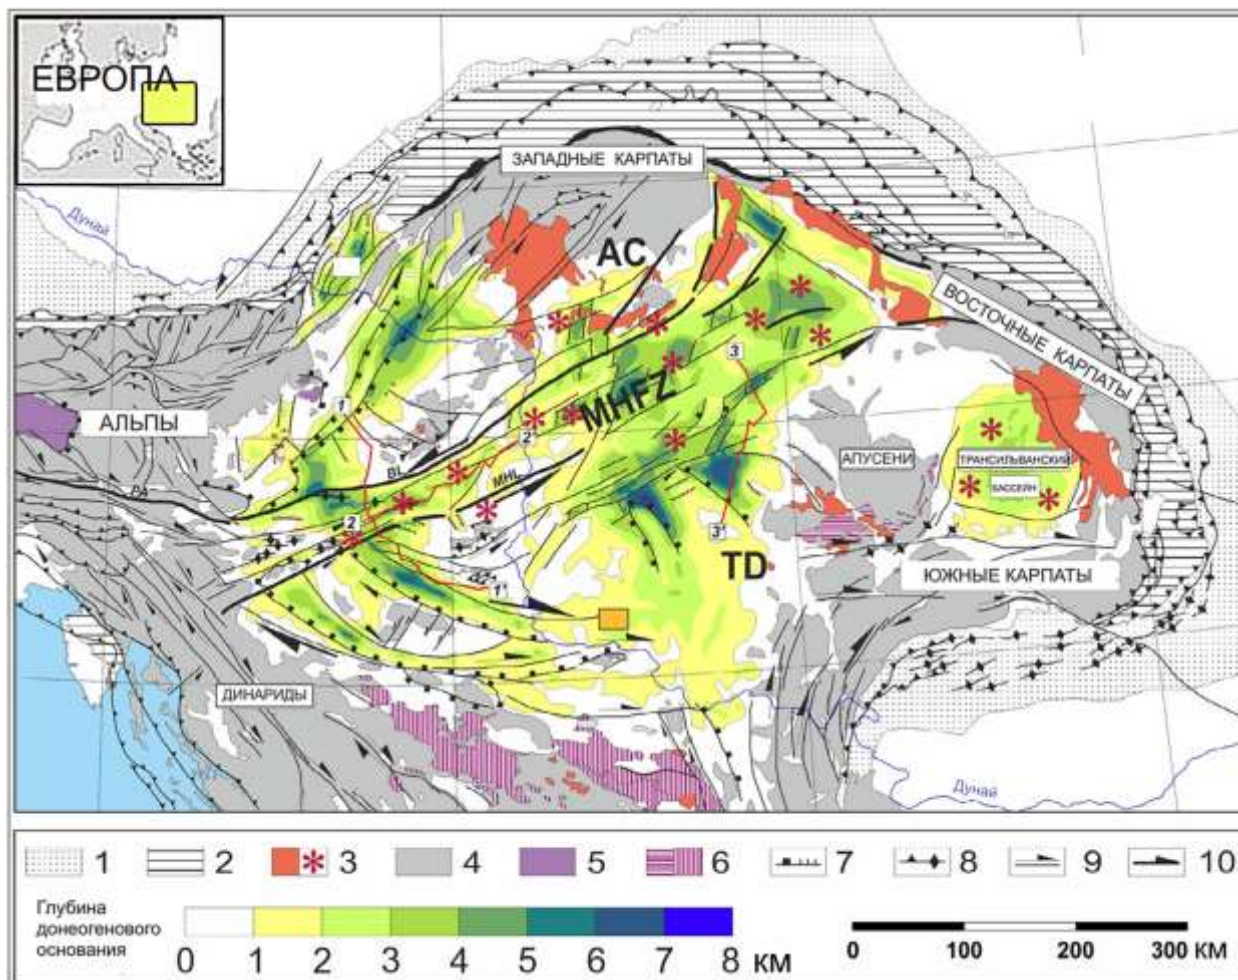 ЕВРОПА
ЗАПАДНЫЕ КАРПАТЫ
Дунай
AC
ВОСТОЧНЫЕ КАРПАТЫ
3
MHFZ
АЛЬПЫ
1
2'
BL
АПУСЕНИ
ТРАНСИЛЬВАНСКИЙ
БАССЕЙН
MHL
PA
2
3'
TD
1'
ЮЖНЫЕ КАРПАТЫ
ДИНАРИДЫ
Дунай
1 2 3 4 5 6 7 8 9 10
Глубина
донеогенового
основания
0 1 2 3 4 5 6 7 8 км
0 100 200 300 КМ